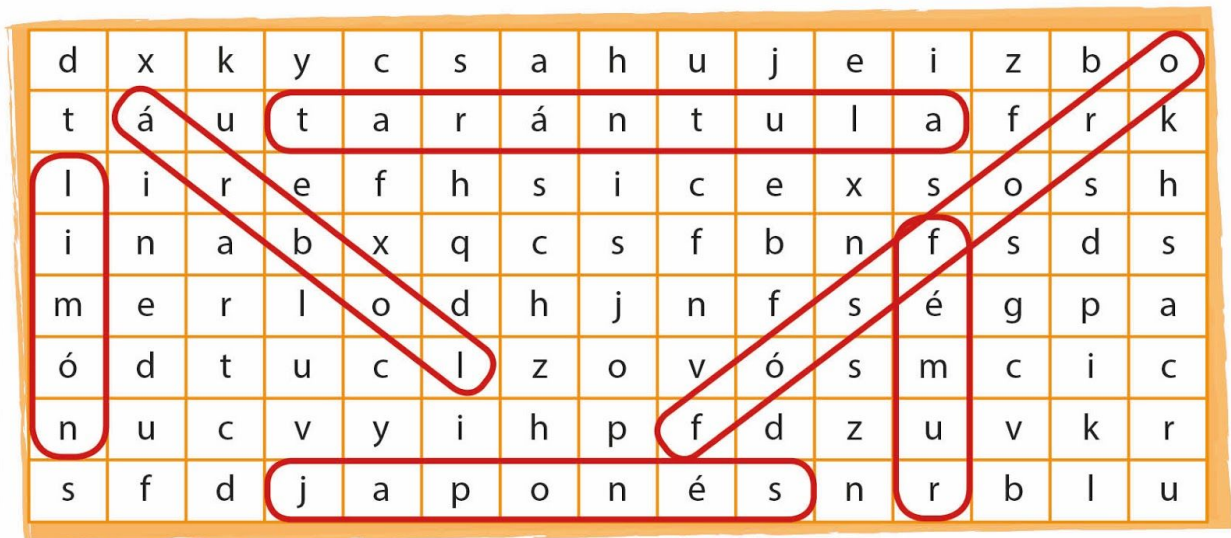 d x k y c s a h u j e i z b o
t á u t a r á n t u l a f r k
l i r e f h s i c e x s o s h
i n a b x q c s f b n f s d s
m e r l o d h j n f s é g p a
ó d t u c l z o v ó s m c i c
n u c v y i h p f d z u v k r
s f d j a p o n é s n r b l u